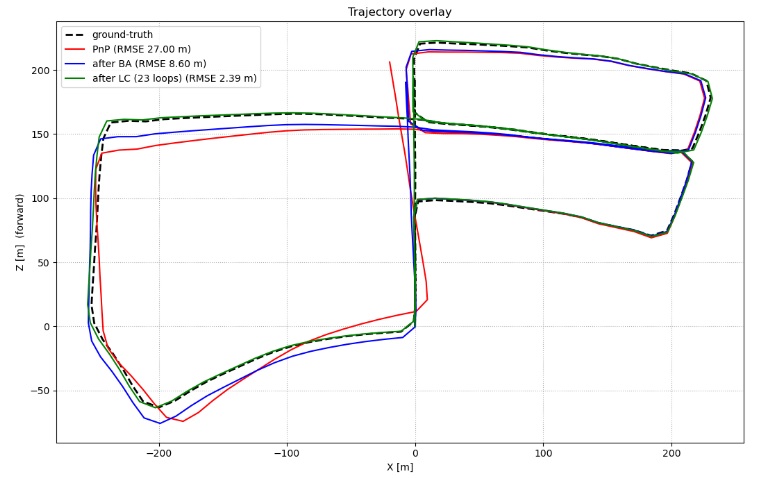 Trajectory overlay
ground-truth
PnP (RMSE 27.00 m)
after BA (RMSE 8.60 m)
after LC (23 loops) (RMSE 2.39 m)
Z [m]  (forward)
200
150
100
50
0
−50
−200
−100
0
100
200
X [m]